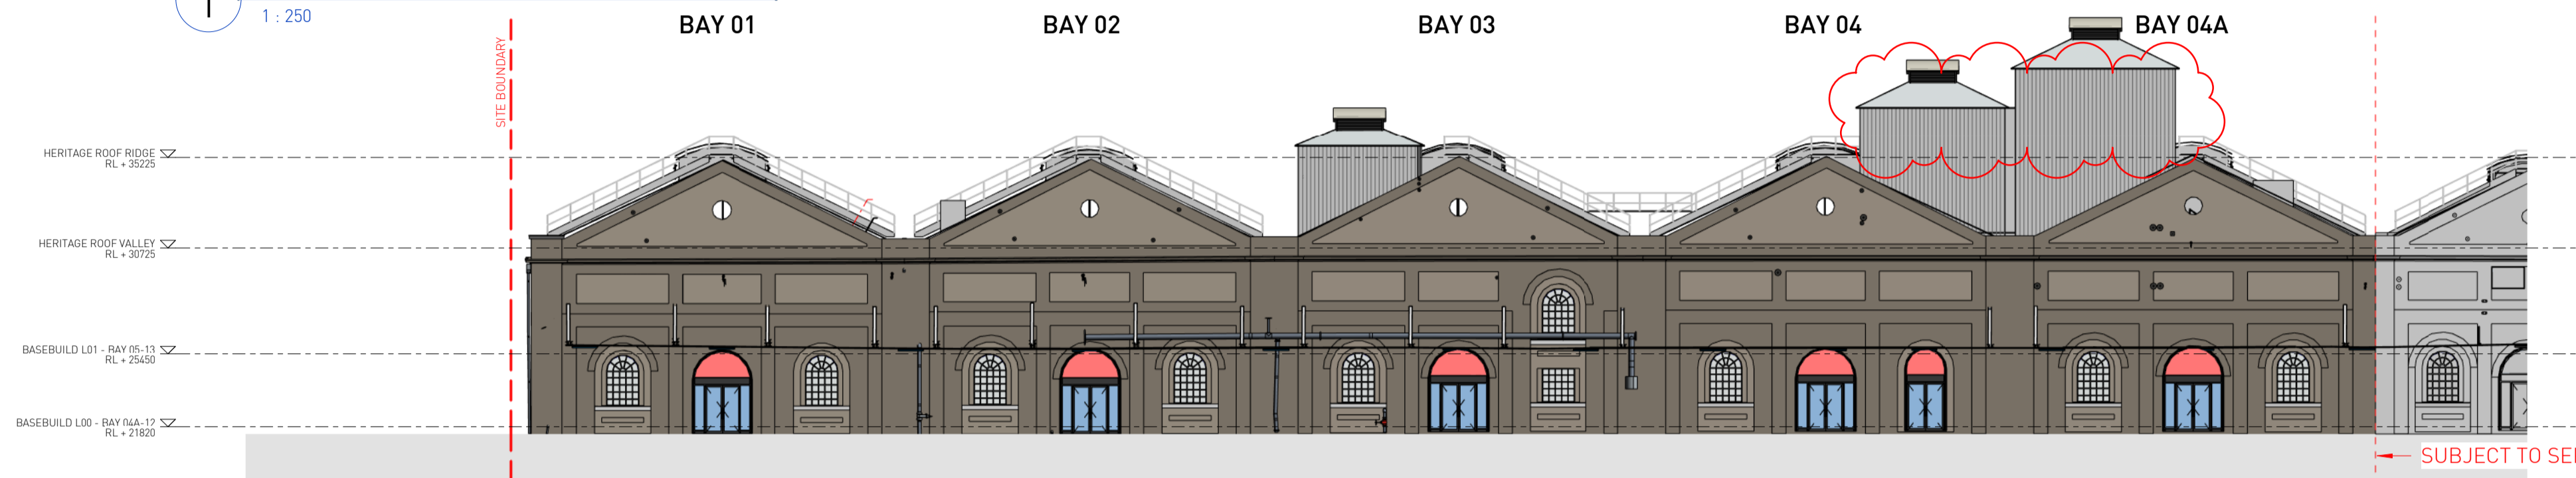 1
1 : 250
BAY 01
BAY 02
BAY 03
BAY 04
BAY 04A
SITE BOUNDARY
HERITAGE ROOF RIDGE
RL + 35225
HERITAGE ROOF VALLEY
RL + 30725
BASEBUILD L01 - BAY 05-13
RL + 25450
BASEBUILD L00 - BAY 04A-12
RL + 21820
SUBJECT TO